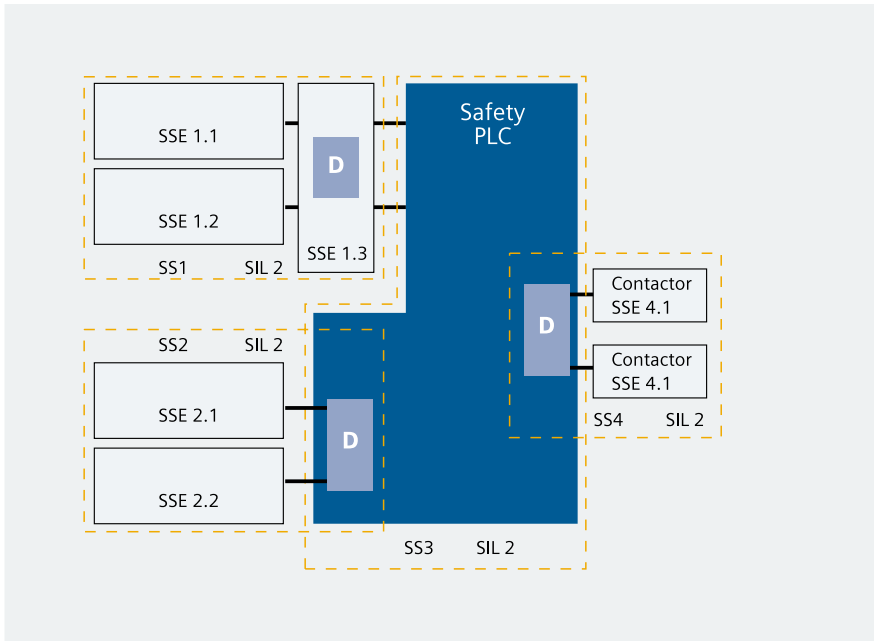 SSE 1.1
SSE 1.2
D
SSE 1.3
SS1 SIL 2
Safety
PLC
SS2 SIL 2
SSE 2.1
SSE 2.2
D
D
Contactor
SSE 4.1
Contactor
SSE 4.1
SS4 SIL 2
SS3 SIL 2